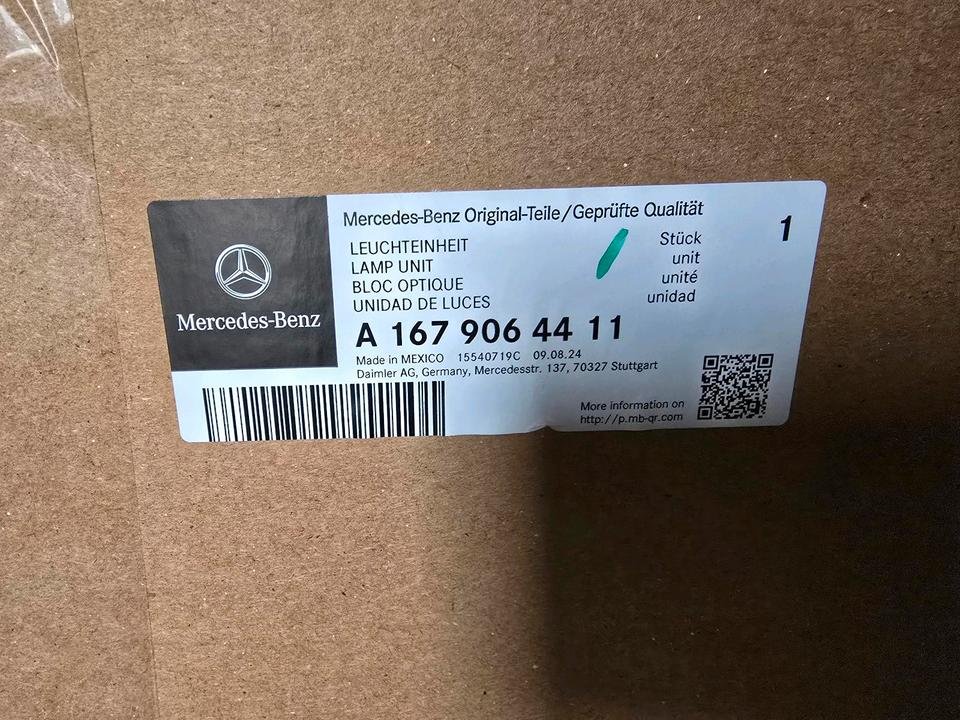 Mercedes-Benz
Mercedes-Benz Original-Teile/Geprüfte Qualität
LEUCHTEINHEIT
LAMP UNIT
BLOC OPTIQUE
UNIDAD DE LUCES
Stück
unit
unité
unidad
1
A 167 906 44 11
Made in MEXICO 15540719C 09.08.24
Daimler AG, Germany, Mercedesstr. 137, 70327 Stuttgart
More information on
http://p.mb-qr.com